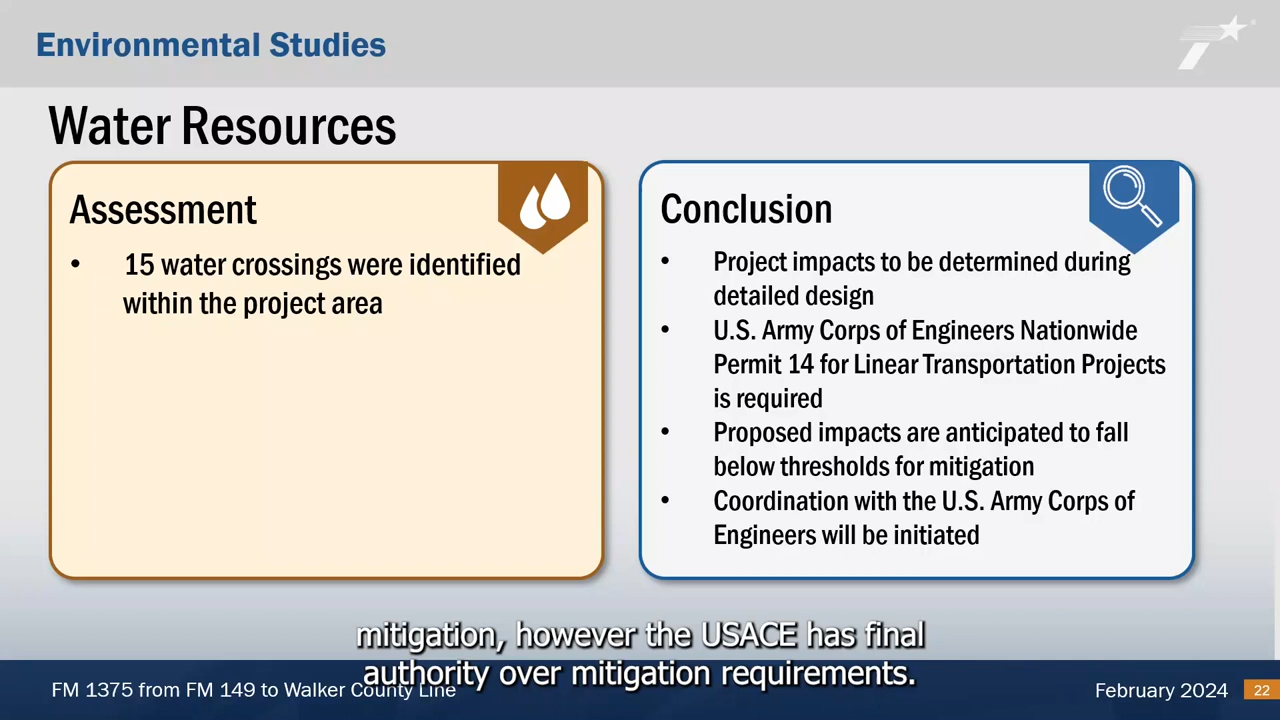 Environmental Studies
Water Resources
Assessment
• 15 water crossings were identified
within the project area
Conclusion
• Project impacts to be determined during
detailed design
• U.S. Army Corps of Engineers Nationwide
Permit 14 for Linear Transportation Projects
is required
• Proposed impacts are anticipated to fall
below thresholds for mitigation
• Coordination with the U.S. Army Corps of
Engineers will be initiated
mitigation, however the USACE has final
authority over mitigation requirements.
FM 1375 from FM 149 to Walker County Line
February 2024
22